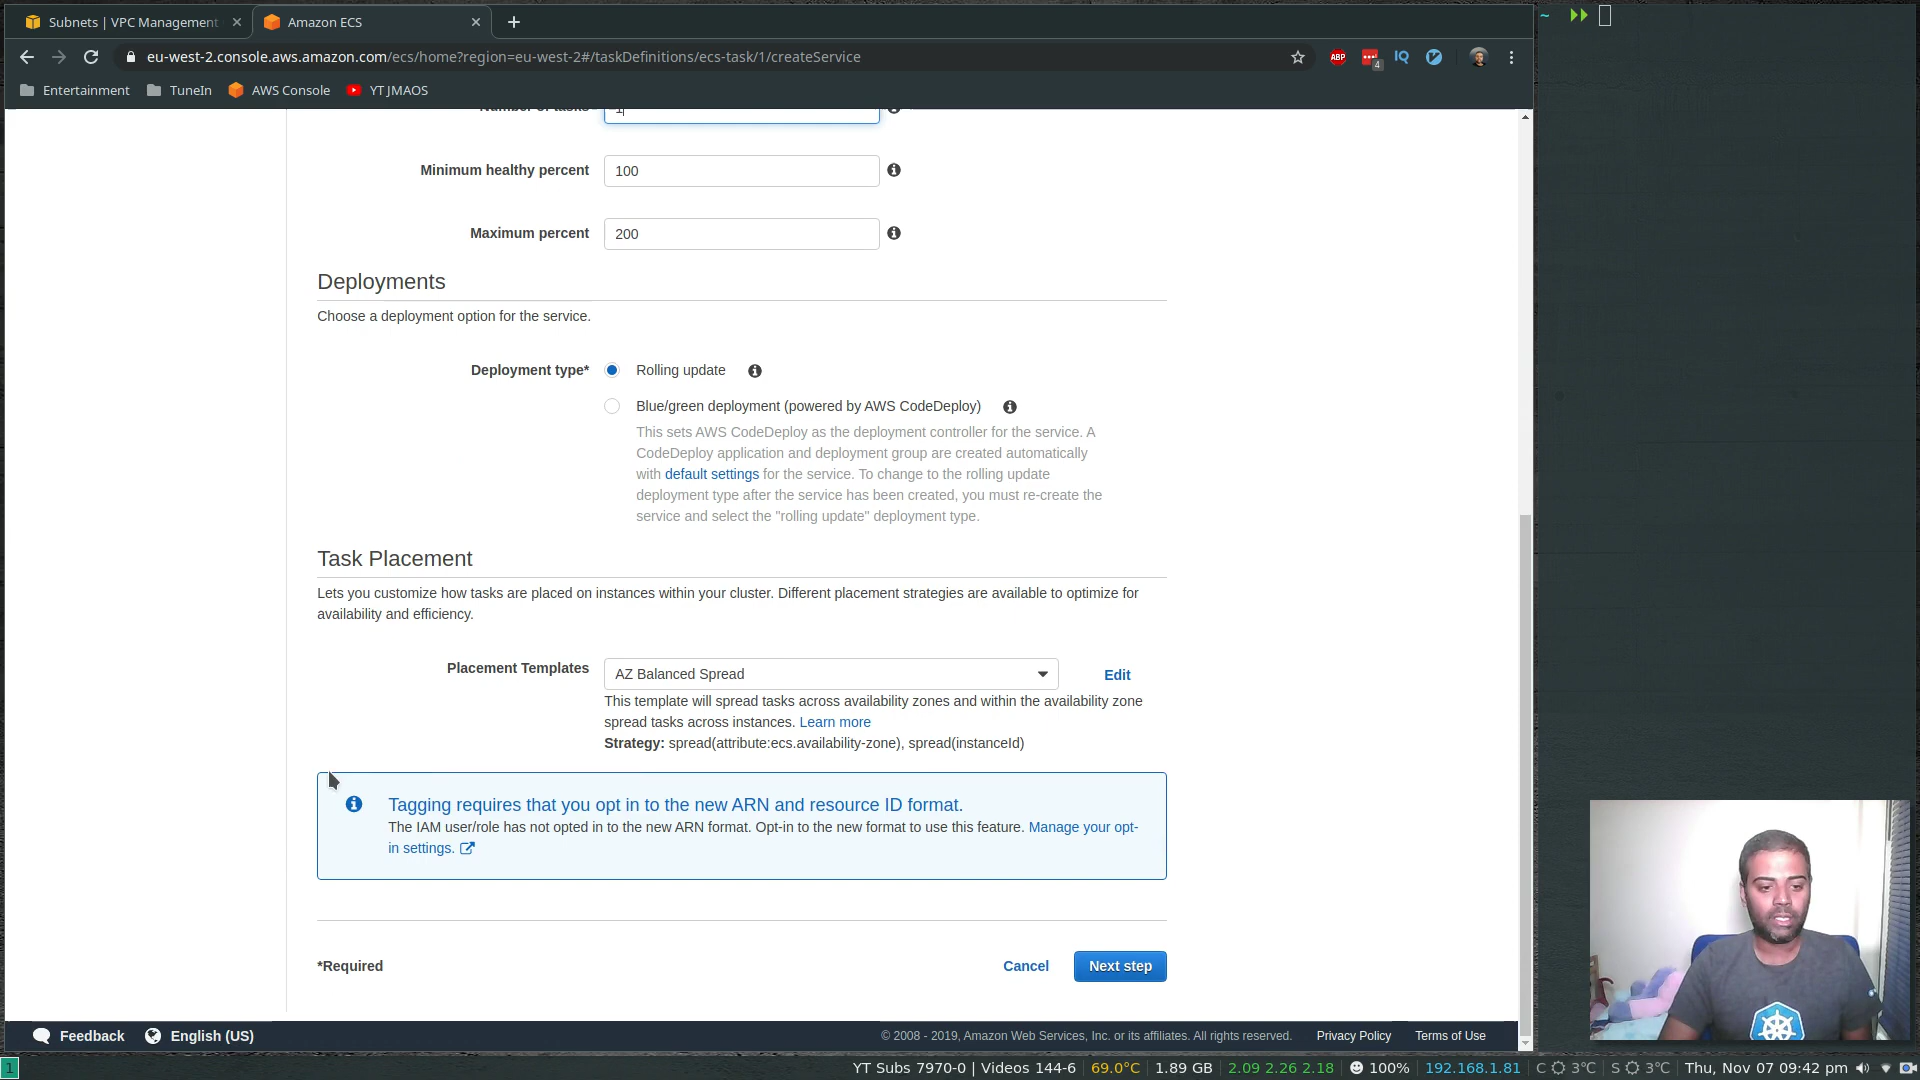 Subnets | VPC Management
Amazon ECS
eu-west-2.console.aws.amazon.com/ecs/home?region=eu-west-2#/taskDefinitions/ecs-task/1/createService
ABP
4
IQ
Entertainment
TuneIn
AWS Console
YT JMAOS
~
Number of tasks
1
Minimum healthy percent
100
Maximum percent
200
Deployments
Choose a deployment option for the service.
Deployment type*
Rolling update
Blue/green deployment (powered by AWS CodeDeploy)
This sets AWS CodeDeploy as the deployment controller for the service. A
CodeDeploy application and deployment group are created automatically
with default settings for the service. To change to the rolling update
deployment type after the service has been created, you must re-create the
service and select the "rolling update" deployment type.
Task Placement
Lets you customize how tasks are placed on instances within your cluster. Different placement strategies are available to optimize for
availability and efficiency.
Placement Templates
AZ Balanced Spread
Edit
This template will spread tasks across availability zones and within the availability zone
spread tasks across instances. Learn more
Strategy: spread(attribute:ecs.availability-zone), spread(instanceId)
Tagging requires that you opt in to the new ARN and resource ID format.
The IAM user/role has not opted in to the new ARN format. Opt-in to the new format to use this feature. Manage your opt-
in settings.
*Required
Cancel
Next step
Feedback
English (US)
© 2008 - 2019, Amazon Web Services, Inc. or its affiliates. All rights reserved.
Privacy Policy
Terms of Use
1
YT Subs 7970-0 | Videos 144-6
69.0°C
1.89 GB
2.09 2.26 2.18
100%
192.168.1.81
C 3°C
S 3°C
Thu, Nov 07 09:42 pm